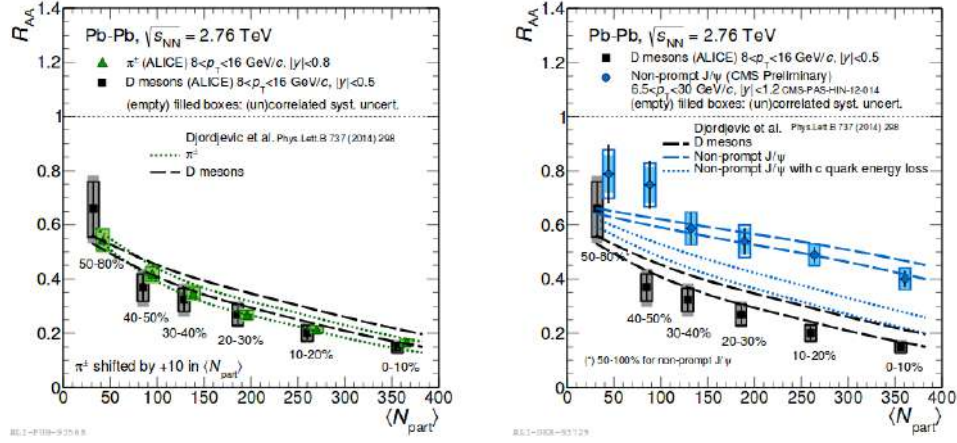 R_AA
Pb-Pb, √s_NN = 2.76 TeV
π± (ALICE) 8<p_T<16 GeV/c, |y|<0.8
D mesons (ALICE) 8<p_T<16 GeV/c, |y|<0.5
(empty) filled boxes: (un)correlated syst. uncert.
Djordjevic et al. Phys.Lett.B 737 (2014) 298
π±
D mesons
1.4
1.2
1
0.8
0.6
0.4
0.2
0
50-80%
40-50%
30-40%
20-30%
10-20%
0-10%
π± shifted by +10 in ⟨N_part⟩
0 50 100 150 200 250 300 350 400
⟨N_part⟩
R_AA
Pb-Pb, √s_NN = 2.76 TeV
D mesons (ALICE) 8<p_T<16 GeV/c, |y|<0.5
Non-prompt J/ψ (CMS Preliminary)
6.5<p_T<30 GeV/c, |y|<1.2 CMS-PAS-HIN-12-014
(empty) filled boxes: (un)correlated syst. uncert.
Djordjevic et al. Phys.Lett.B 737 (2014) 298
D mesons
Non-prompt J/ψ
Non-prompt J/ψ with c quark energy loss
1.4
1.2
1
0.8
0.6
0.4
0.2
0
50-80%*
40-50%
30-40%
20-30%
10-20%
0-10%
(*) 50-100% for non-prompt J/ψ
0 50 100 150 200 250 300 350 400
⟨N_part⟩